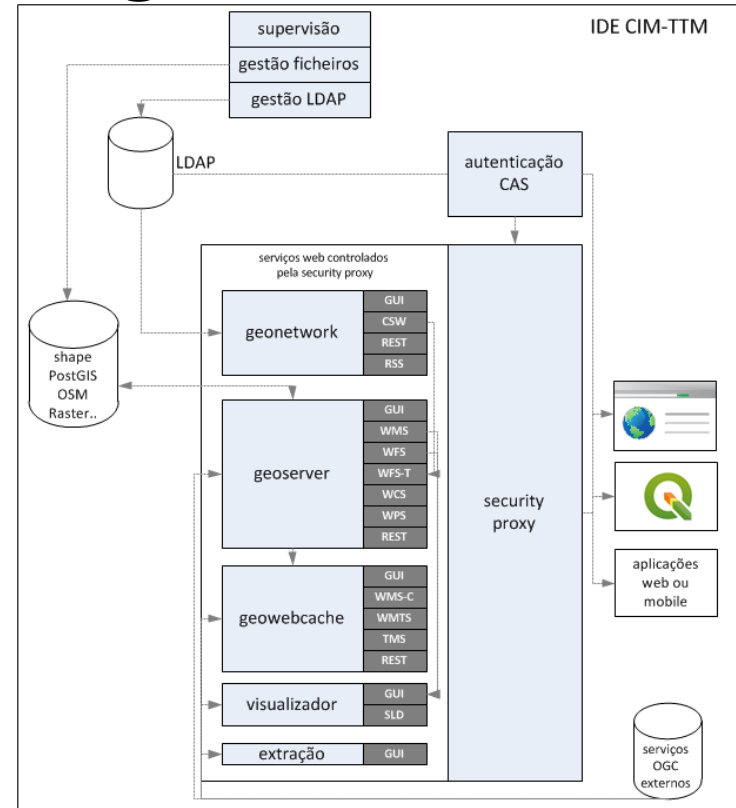 IDE CIM-TTM
supervisão
gestão ficheiros
gestão LDAP
LDAP
autenticação
CAS
serviços web controlados
pela security proxy
geonetwork
GUI
CSW
REST
RSS
shape
PostGIS
OSM
Raster..
geoserver
GUI
WMS
WFS
WFS-T
WCS
WPS
REST
security
proxy
geowebcache
GUI
WMS-C
WMTS
TMS
REST
aplicações
web ou
mobile
visualizador
GUI
SLD
extração
GUI
serviços
OGC
externos